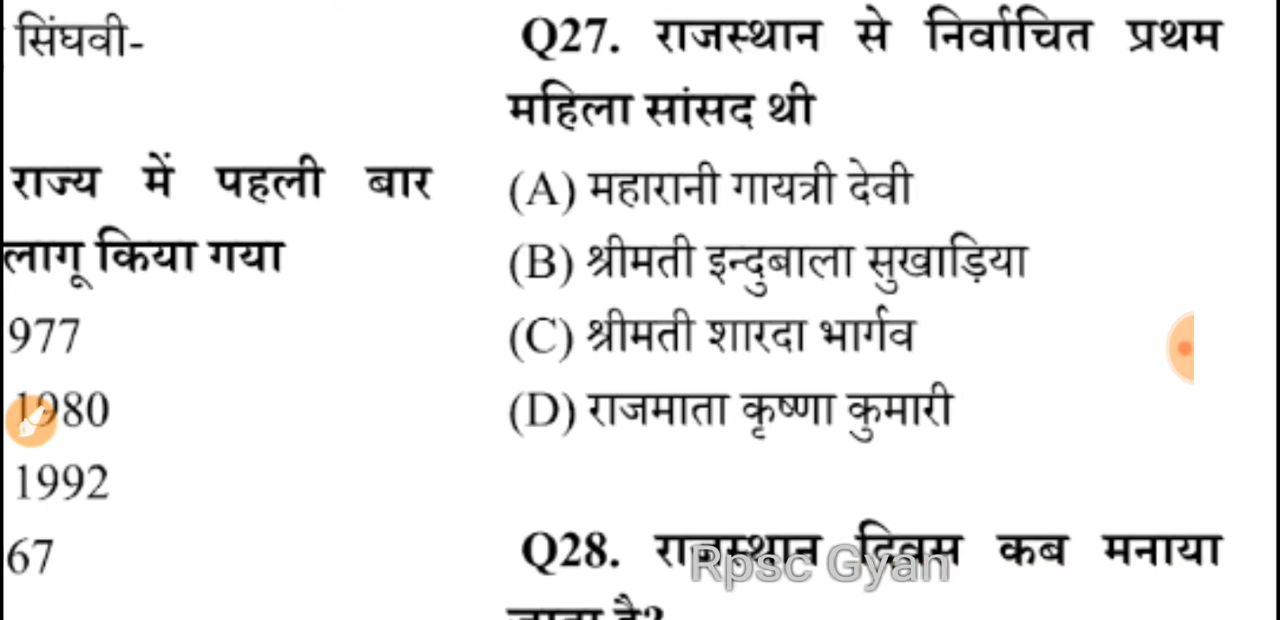 सिंघवी-
राज्य में पहली बार
लागू किया गया
977
1980
1992
67
Q27. राजस्थान से निर्वाचित प्रथम
महिला सांसद थी
(A) महारानी गायत्री देवी
(B) श्रीमती इन्दुबाला सुखाड़िया
(C) श्रीमती शारदा भार्गव
(D) राजमाता कृष्णा कुमारी
Q28. राजस्थान दिवस कब मनाया
Rpsc Gyan